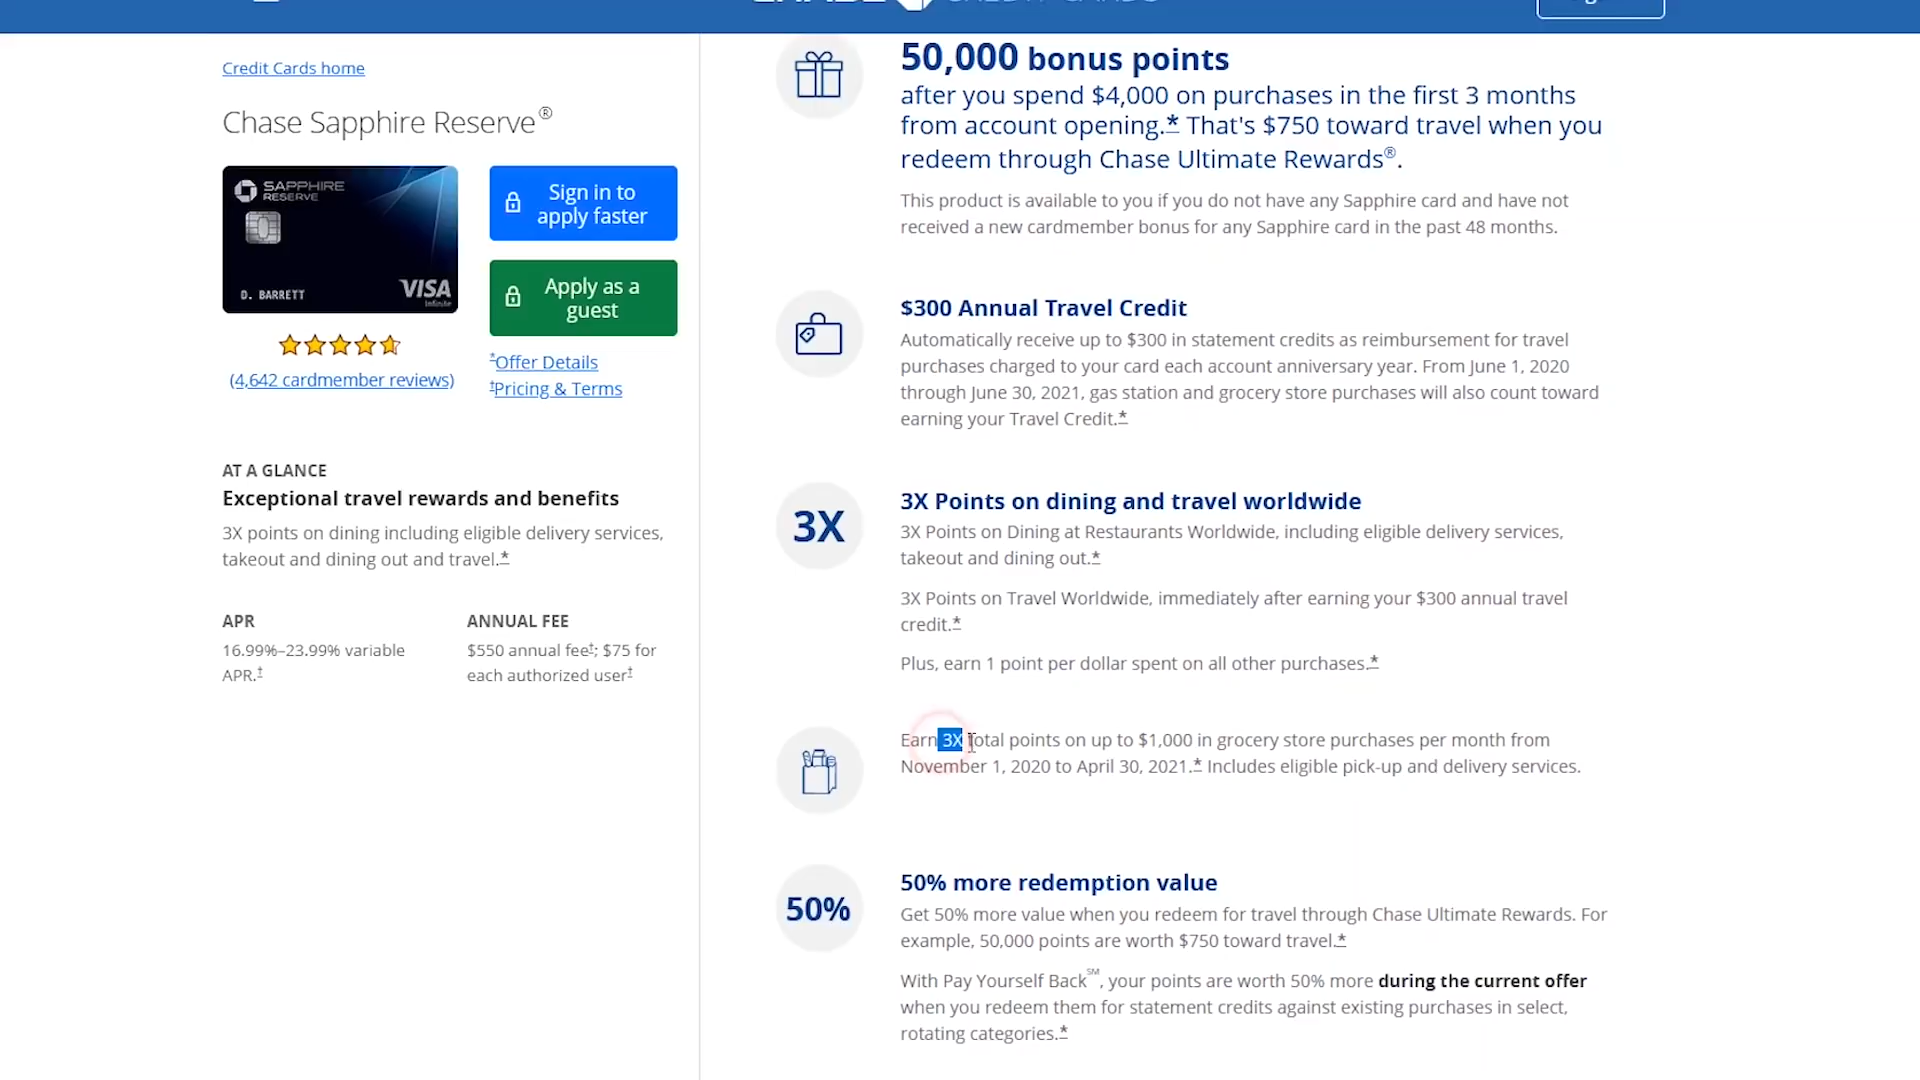 Credit Cards home
Chase Sapphire Reserve®
SAPPHIRE
RESERVE
D. BARRETT
VISA
Infinite
Sign in to
apply faster
Apply as a
guest
(4,642 cardmember reviews)
*Offer Details
‡Pricing & Terms
AT A GLANCE
Exceptional travel rewards and benefits
3X points on dining including eligible delivery services,
takeout and dining out and travel.*
APR
16.99%–23.99% variable
APR.†
ANNUAL FEE
$550 annual fee†; $75 for
each authorized user†
50,000 bonus points
after you spend $4,000 on purchases in the first 3 months
from account opening.* That's $750 toward travel when you
redeem through Chase Ultimate Rewards®.
This product is available to you if you do not have any Sapphire card and have not
received a new cardmember bonus for any Sapphire card in the past 48 months.
$300 Annual Travel Credit
Automatically receive up to $300 in statement credits as reimbursement for travel
purchases charged to your card each account anniversary year. From June 1, 2020
through June 30, 2021, gas station and grocery store purchases will also count toward
earning your Travel Credit.*
3X
3X Points on dining and travel worldwide
3X Points on Dining at Restaurants Worldwide, including eligible delivery services,
takeout and dining out.*
3X Points on Travel Worldwide, immediately after earning your $300 annual travel
credit.*
Plus, earn 1 point per dollar spent on all other purchases.*
Earn 3X total points on up to $1,000 in grocery store purchases per month from
November 1, 2020 to April 30, 2021.* Includes eligible pick-up and delivery services.
50%
50% more redemption value
Get 50% more value when you redeem for travel through Chase Ultimate Rewards. For
example, 50,000 points are worth $750 toward travel.*
With Pay Yourself Back℠, your points are worth 50% more during the current offer
when you redeem them for statement credits against existing purchases in select,
rotating categories.*